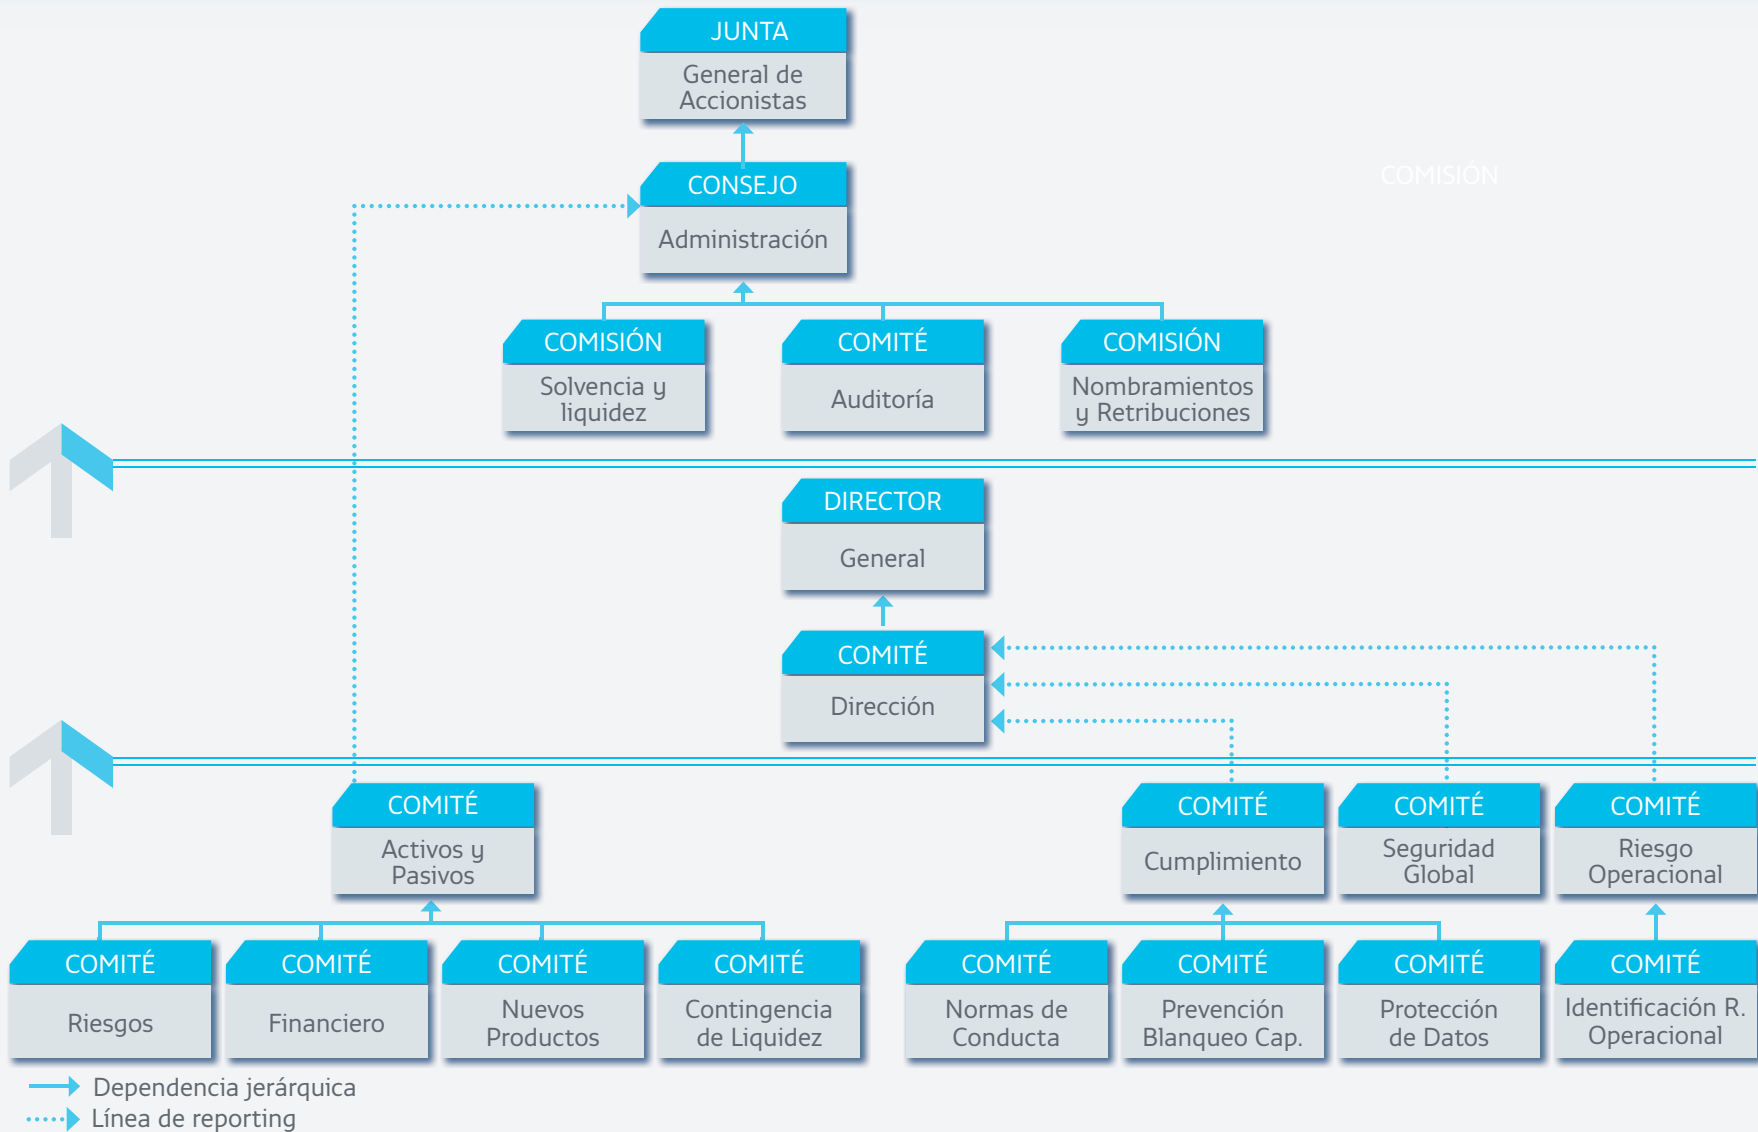 JUNTA
General de
Accionistas
CONSEJO
Administración
COMISIÓN
COMISIÓN
Solvencia y
liquidez
COMITÉ
Auditoría
COMISIÓN
Nombramientos
y Retribuciones
DIRECTOR
General
COMITÉ
Dirección
COMITÉ
Activos y
Pasivos
COMITÉ
Cumplimiento
COMITÉ
Seguridad
Global
COMITÉ
Riesgo
Operacional
COMITÉ
Riesgos
COMITÉ
Financiero
COMITÉ
Nuevos
Productos
COMITÉ
Contingencia
de Liquidez
COMITÉ
Normas de
Conducta
COMITÉ
Prevención
Blanqueo Cap.
COMITÉ
Protección
de Datos
COMITÉ
Identificación R.
Operacional
Dependencia jerárquica
Línea de reporting